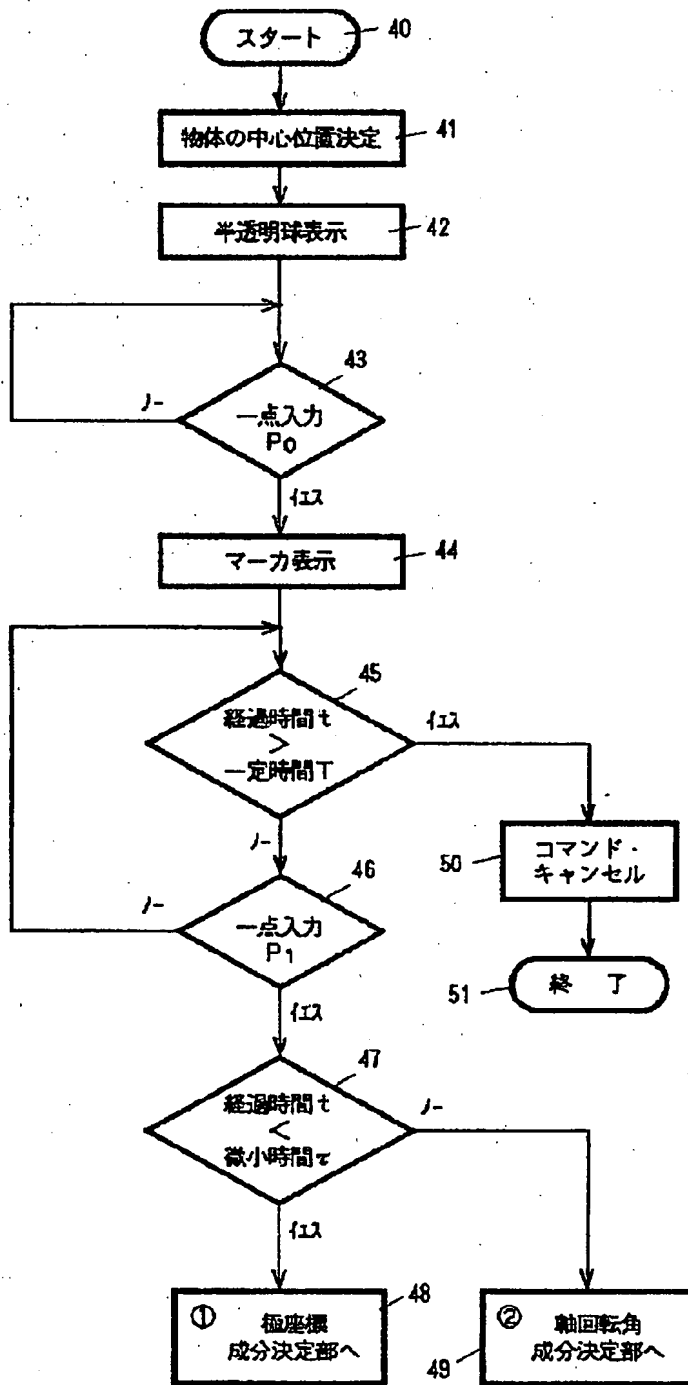 スタート
40
物体の中心位置決定
41
半透明球表示
42
43
ノー
一点入力
P0
イエス
マーカ表示
44
45
経過時間t
>
一定時間T
イエス
ノー
46
50
コマンド・
キャンセル
ノー
一点入力
P1
51
終 了
イエス
47
経過時間t
<
微小時間τ
ノー
イエス
① 極座標
成分決定部へ
48
② 軸回転角
成分決定部へ
49